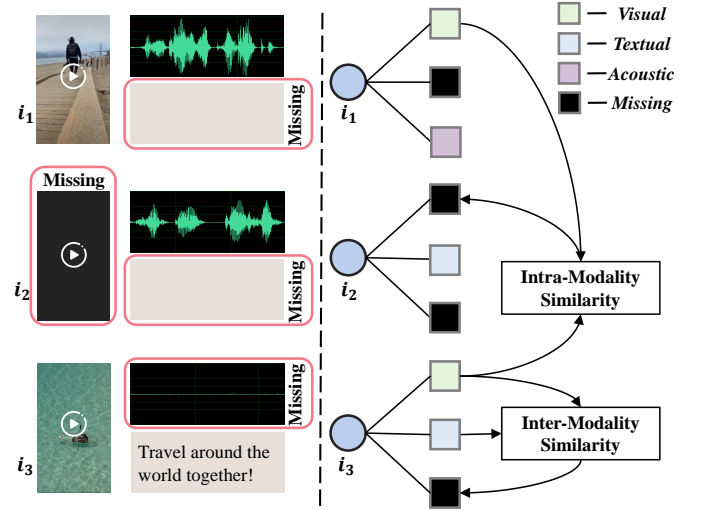 i1
Missing
Missing
i2
Missing
Missing
i3
Travel around the
world together!
i1
i2
i3
Visual
Textual
Acoustic
Missing
Intra-Modality
Similarity
Inter-Modality
Similarity